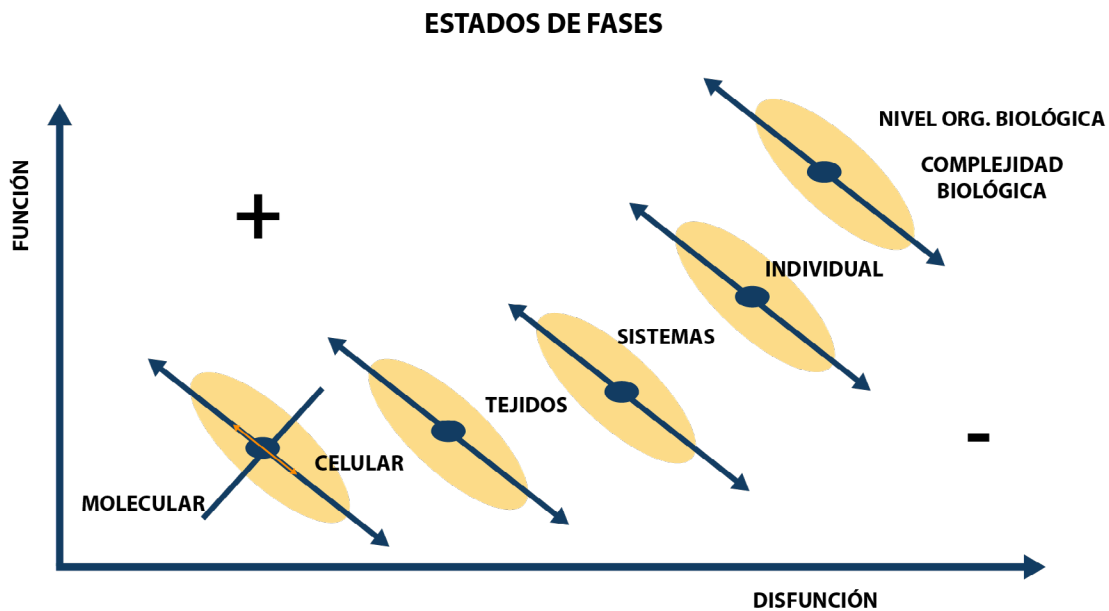 ESTADOS DE FASES
NIVEL ORG. BIOLÓGICA
COMPLEJIDAD
BIOLÓGICA
FUNCIÓN
+
INDIVIDUAL
SISTEMAS
TEJIDOS
-
CELULAR
MOLECULAR
DISFUNCIÓN